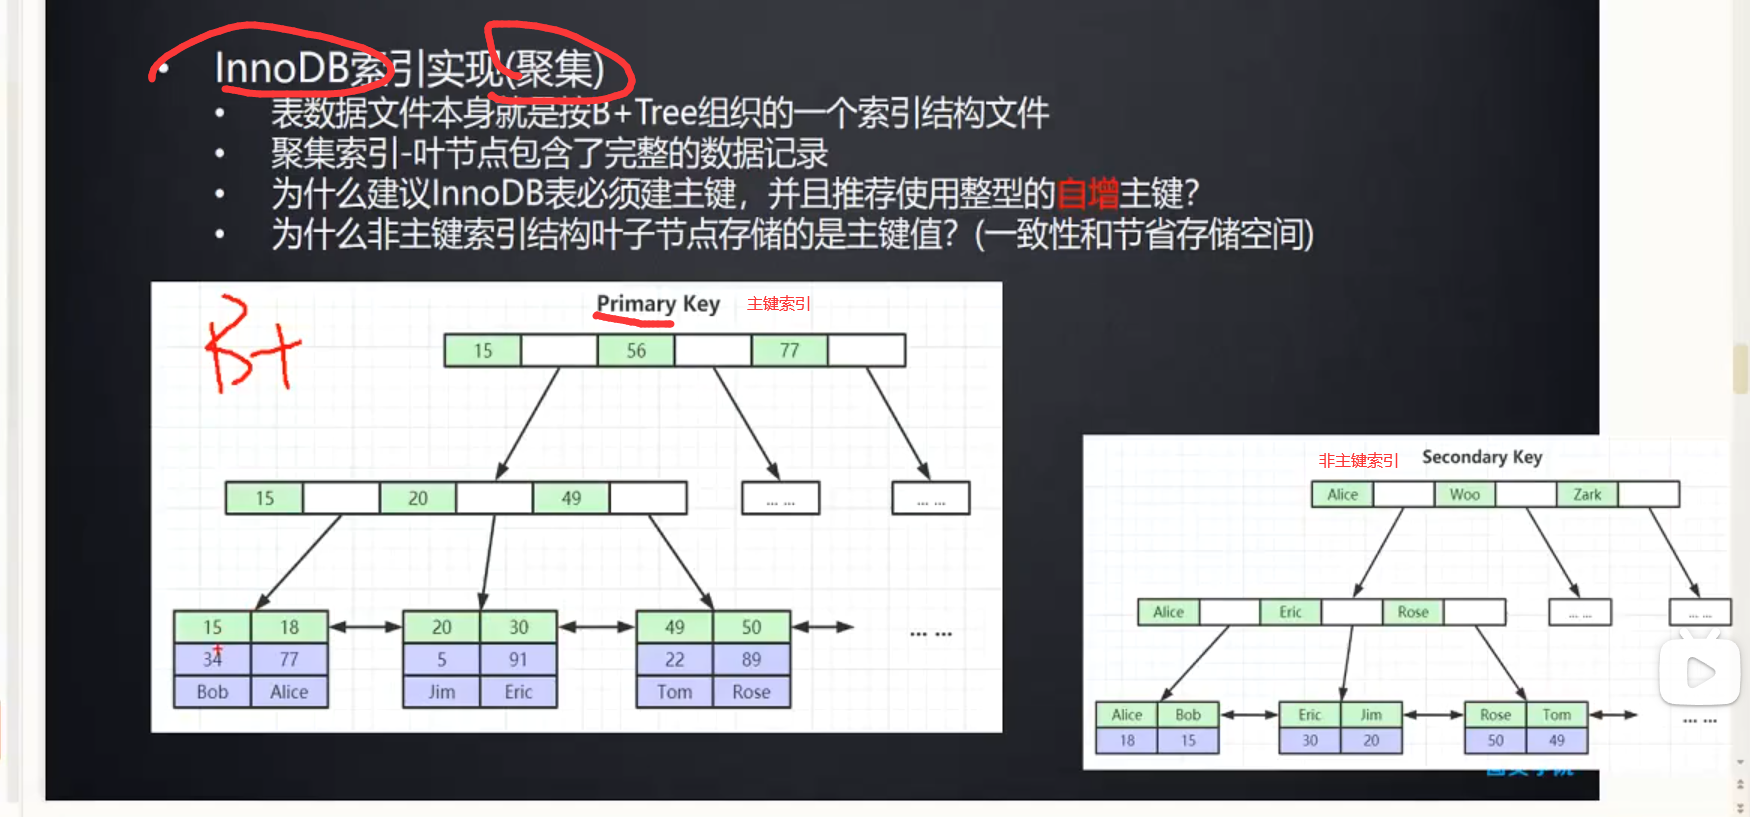 InnoDB索引实现(聚集)
表数据文件本身就是按B+Tree组织的一个索引结构文件
聚集索引-叶节点包含了完整的数据记录
为什么建议InnoDB表必须建主键，并且推荐使用整型的自增主键？
为什么非主键索引结构叶子节点存储的是主键值？(一致性和节省存储空间)
B+
Primary Key 主键索引
15 56 77
15 20 49 ... ... ... ...
15 18 20 30 49 50 ... ...
34 77 5 91 22 89
Bob Alice Jim Eric Tom Rose
非主键索引 Secondary Key
Alice Woo Zark
Alice Eric Rose ... ... ... ...
Alice Bob Eric Jim Rose Tom ... ...
18 15 30 20 50 49